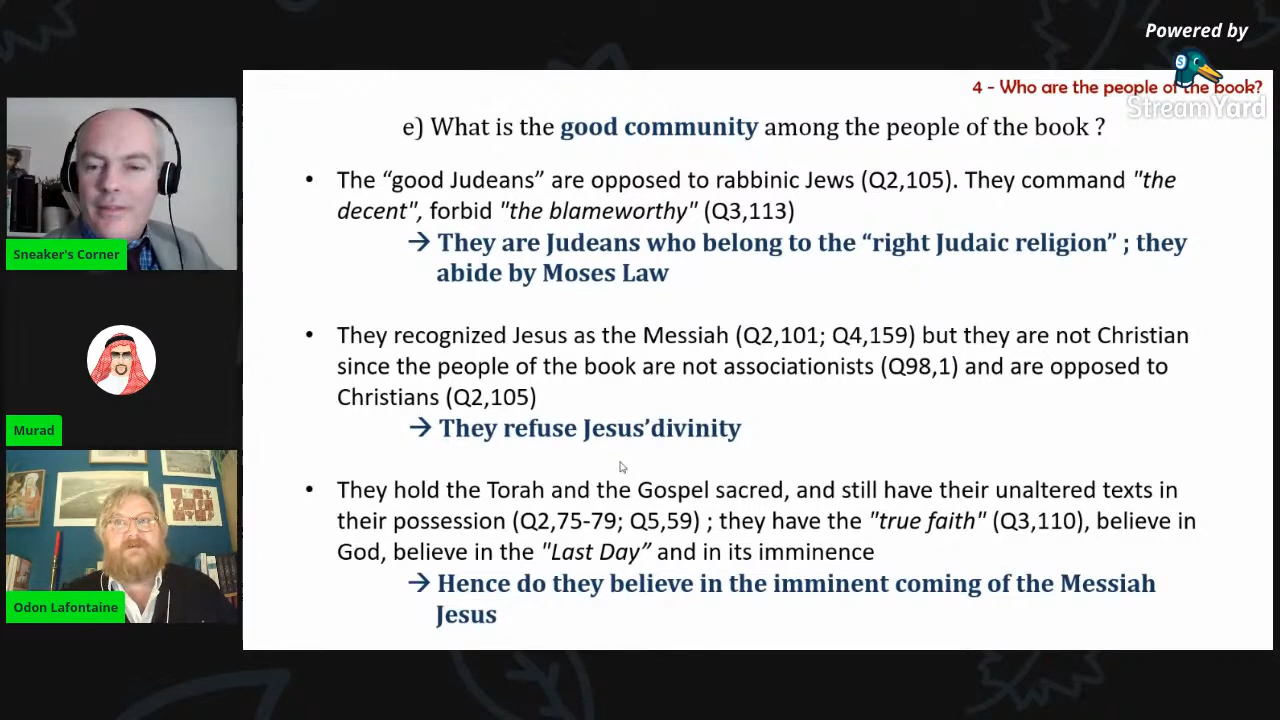 Powered by
StreamYard
4 - Who are the people of the book?
e) What is the good community among the people of the book ?
• The “good Judeans” are opposed to rabbinic Jews (Q2,105). They command "the
decent", forbid "the blameworthy" (Q3,113)
→ They are Judeans who belong to the “right Judaic religion” ; they
abide by Moses Law
• They recognized Jesus as the Messiah (Q2,101; Q4,159) but they are not Christian
since the people of the book are not associationists (Q98,1) and are opposed to
Christians (Q2,105)
→ They refuse Jesus’divinity
• They hold the Torah and the Gospel sacred, and still have their unaltered texts in
their possession (Q2,75-79; Q5,59) ; they have the "true faith" (Q3,110), believe in
God, believe in the "Last Day” and in its imminence
→ Hence do they believe in the imminent coming of the Messiah
Jesus
Sneaker's Corner
Murad
Odon Lafontaine